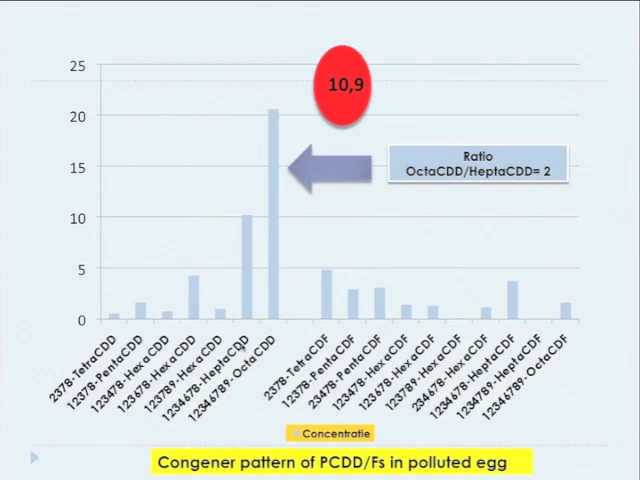 10,9
Ratio
OctaCDD/HeptaCDD= 2
25
20
15
10
5
0
2378-TetraCDD
12378-PentaCDD
123478-HexaCDD
123678-HexaCDD
123789-HexaCDD
1234678-HeptaCDD
12346789-OctaCDD
2378-TetraCDF
12378-PentaCDF
23478-PentaCDF
123478-HexaCDF
123678-HexaCDF
123789-HexaCDF
234678-HexaCDF
1234678-HeptaCDF
1234789-HeptaCDF
12346789-OctaCDF
Concentratie
Congener pattern of PCDD/Fs in polluted egg